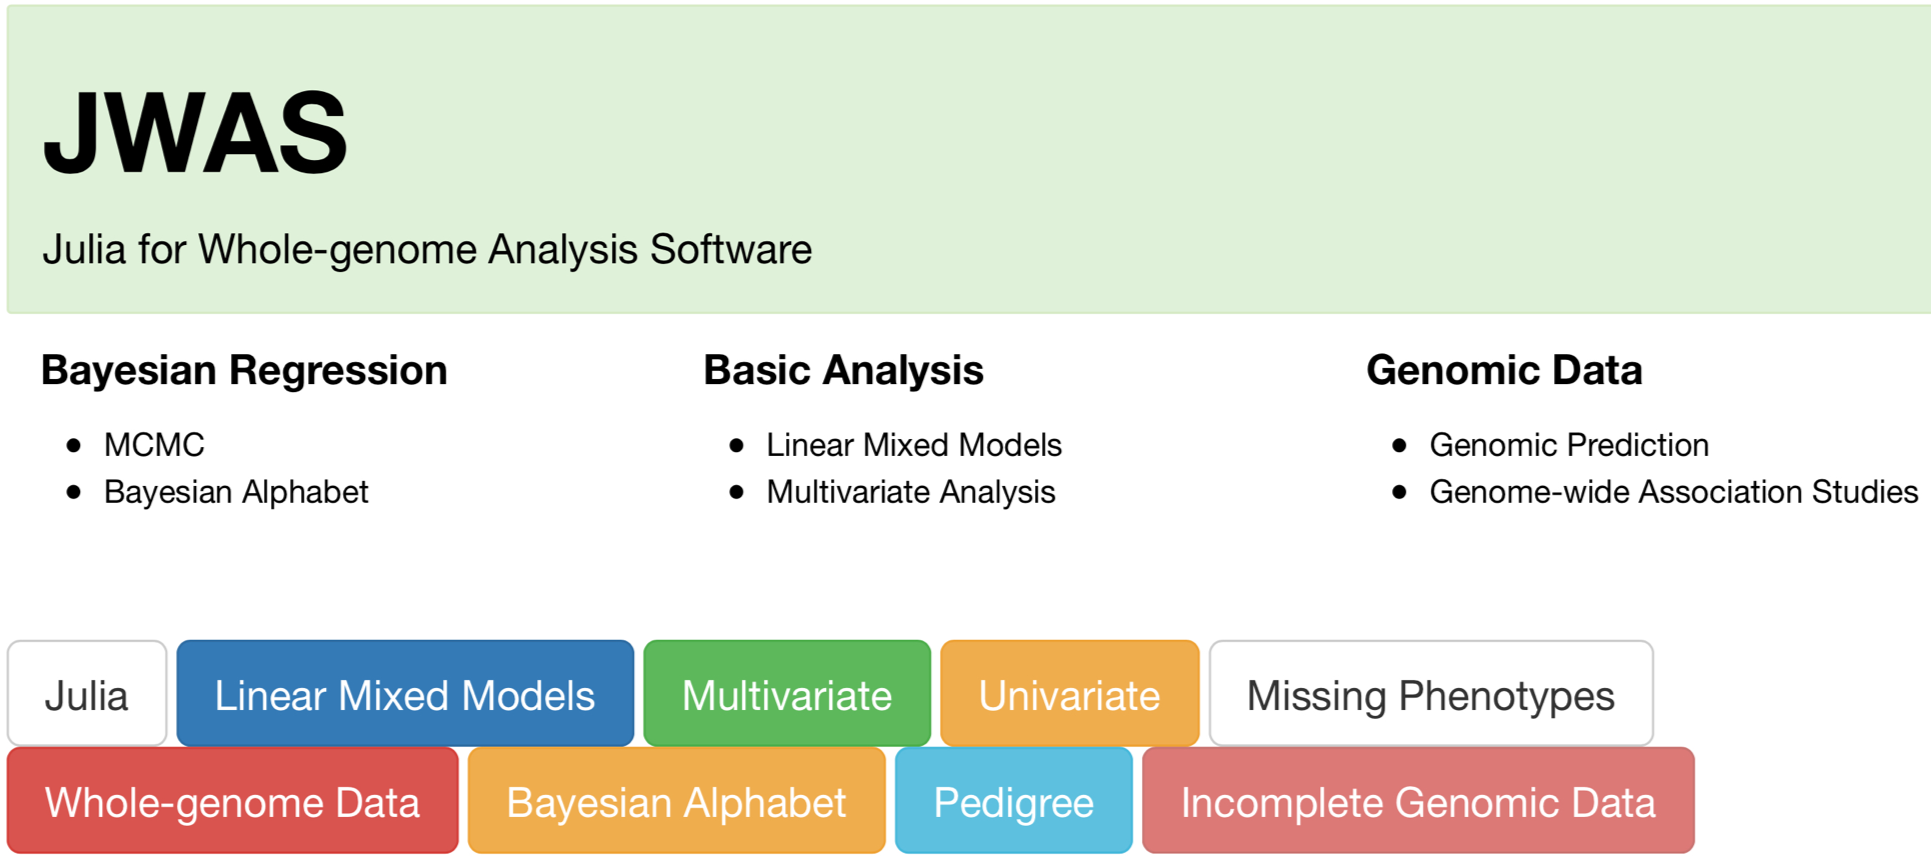 JWAS
Julia for Whole-genome Analysis Software
Bayesian Regression
● MCMC
● Bayesian Alphabet
Basic Analysis
● Linear Mixed Models
● Multivariate Analysis
Genomic Data
● Genomic Prediction
● Genome-wide Association Studies
Julia Linear Mixed Models Multivariate Univariate Missing Phenotypes
Whole-genome Data Bayesian Alphabet Pedigree Incomplete Genomic Data